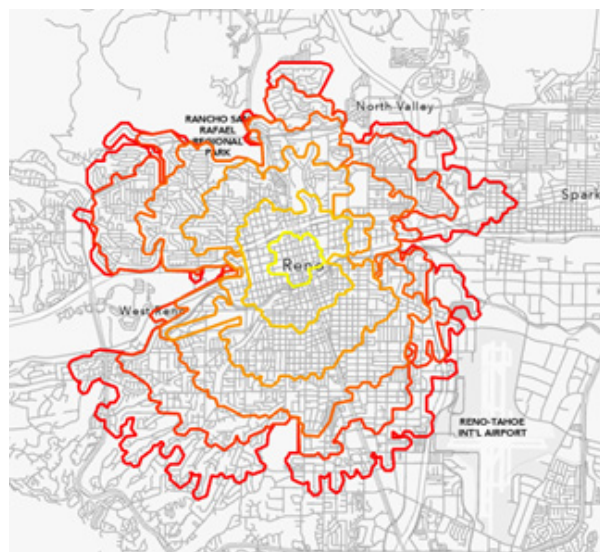 North Valley
RANCHO SAN
RAFAEL
REGIONAL
PARK
Spark
Reno
West Reno
RENO-TAHOE
INT'L AIRPORT